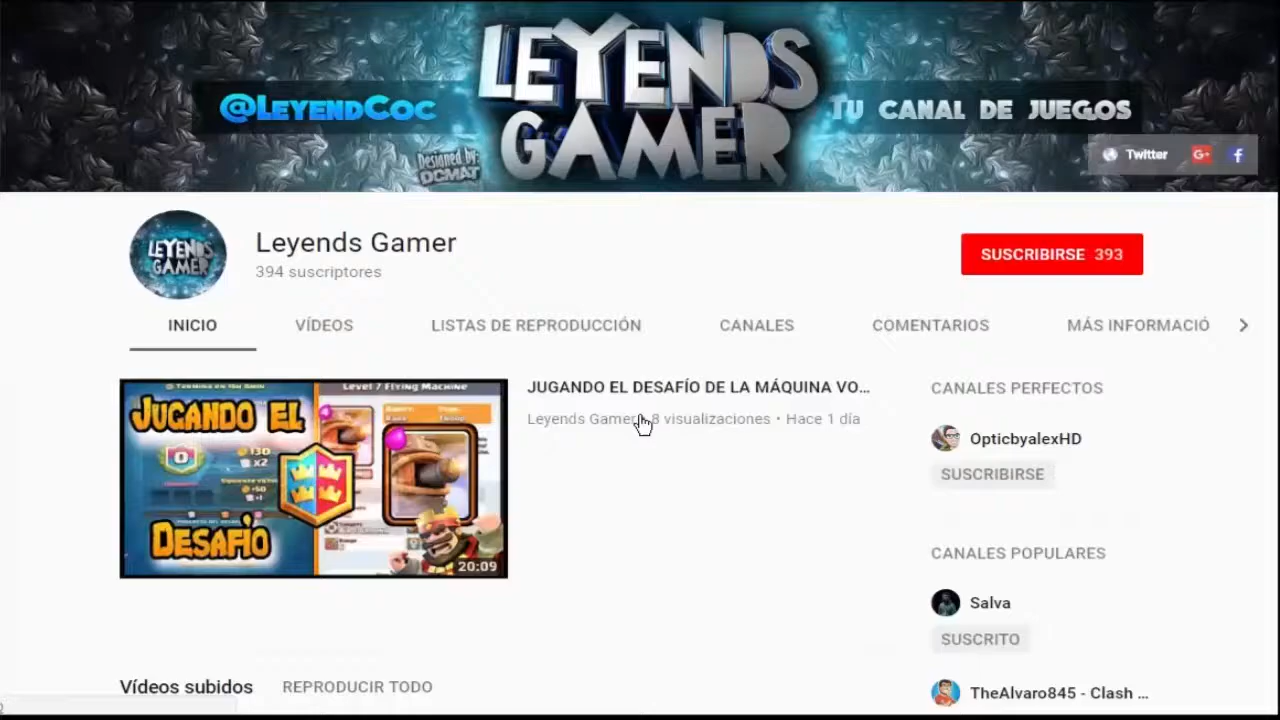 LEYENDS
GAMER
@LEYENDCOC
TU CANAL DE JUEGOS
Designed by:
DCMAT
Twitter
G+
f
LEYENDS
GAMER
Leyends Gamer
394 suscriptores
SUSCRIBIRSE 393
INICIO
VÍDEOS
LISTAS DE REPRODUCCIÓN
CANALES
COMENTARIOS
MÁS INFORMACIÓ
JUGANDO EL
DESAFÍO
Level 7 Flying Machine
4
0
x2
20:09
JUGANDO EL DESAFÍO DE LA MÁQUINA VO...
Leyends Gamer 8 visualizaciones • Hace 1 día
CANALES PERFECTOS
OpticbyalexHD
SUSCRIBIRSE
CANALES POPULARES
Salva
SUSCRITO
TheAlvaro845 - Clash ...
Vídeos subidos
REPRODUCIR TODO